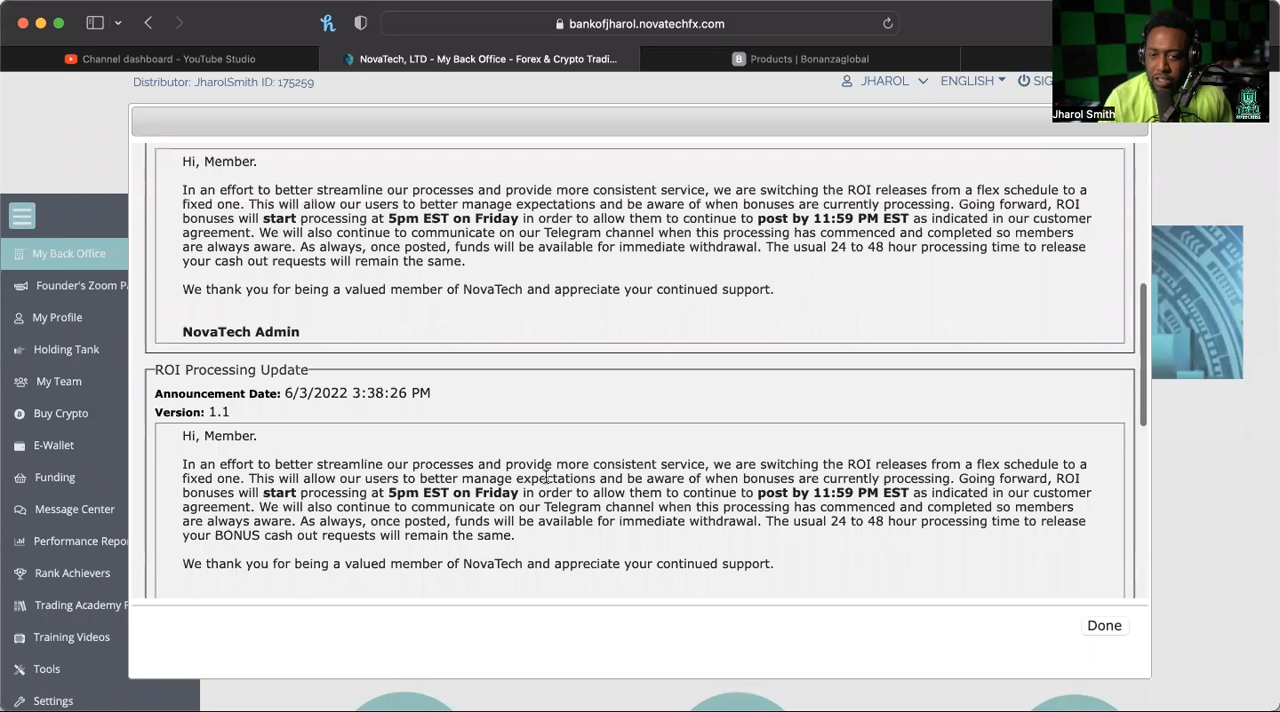 bankofjharol.novatechfx.com
Channel dashboard - YouTube Studio
NovaTech, LTD - My Back Office - Forex & Crypto Tradi...
B Products | Bonanzaglobal
Distributor: JharolSmith ID: 175259
JHAROL
ENGLISH
SIG
Jharol Smith
Hi, Member.
In an effort to better streamline our processes and provide more consistent service, we are switching the ROI releases from a flex schedule to a
fixed one. This will allow our users to better manage expectations and be aware of when bonuses are currently processing. Going forward, ROI
bonuses will start processing at 5pm EST on Friday in order to allow them to continue to post by 11:59 PM EST as indicated in our customer
agreement. We will also continue to communicate on our Telegram channel when this processing has commenced and completed so members
are always aware. As always, once posted, funds will be available for immediate withdrawal. The usual 24 to 48 hour processing time to release
your cash out requests will remain the same.
We thank you for being a valued member of NovaTech and appreciate your continued support.
NovaTech Admin
ROI Processing Update
Announcement Date: 6/3/2022 3:38:26 PM
Version: 1.1
Hi, Member.
In an effort to better streamline our processes and provide more consistent service, we are switching the ROI releases from a flex schedule to a
fixed one. This will allow our users to better manage expectations and be aware of when bonuses are currently processing. Going forward, ROI
bonuses will start processing at 5pm EST on Friday in order to allow them to continue to post by 11:59 PM EST as indicated in our customer
agreement. We will also continue to communicate on our Telegram channel when this processing has commenced and completed so members
are always aware. As always, once posted, funds will be available for immediate withdrawal. The usual 24 to 48 hour processing time to release
your BONUS cash out requests will remain the same.
We thank you for being a valued member of NovaTech and appreciate your continued support.
Done
My Back Office
Founder's Zoom Pa
My Profile
Holding Tank
My Team
Buy Crypto
E-Wallet
Funding
Message Center
Performance Repo
Rank Achievers
Trading Academy P
Training Videos
Tools
Settings